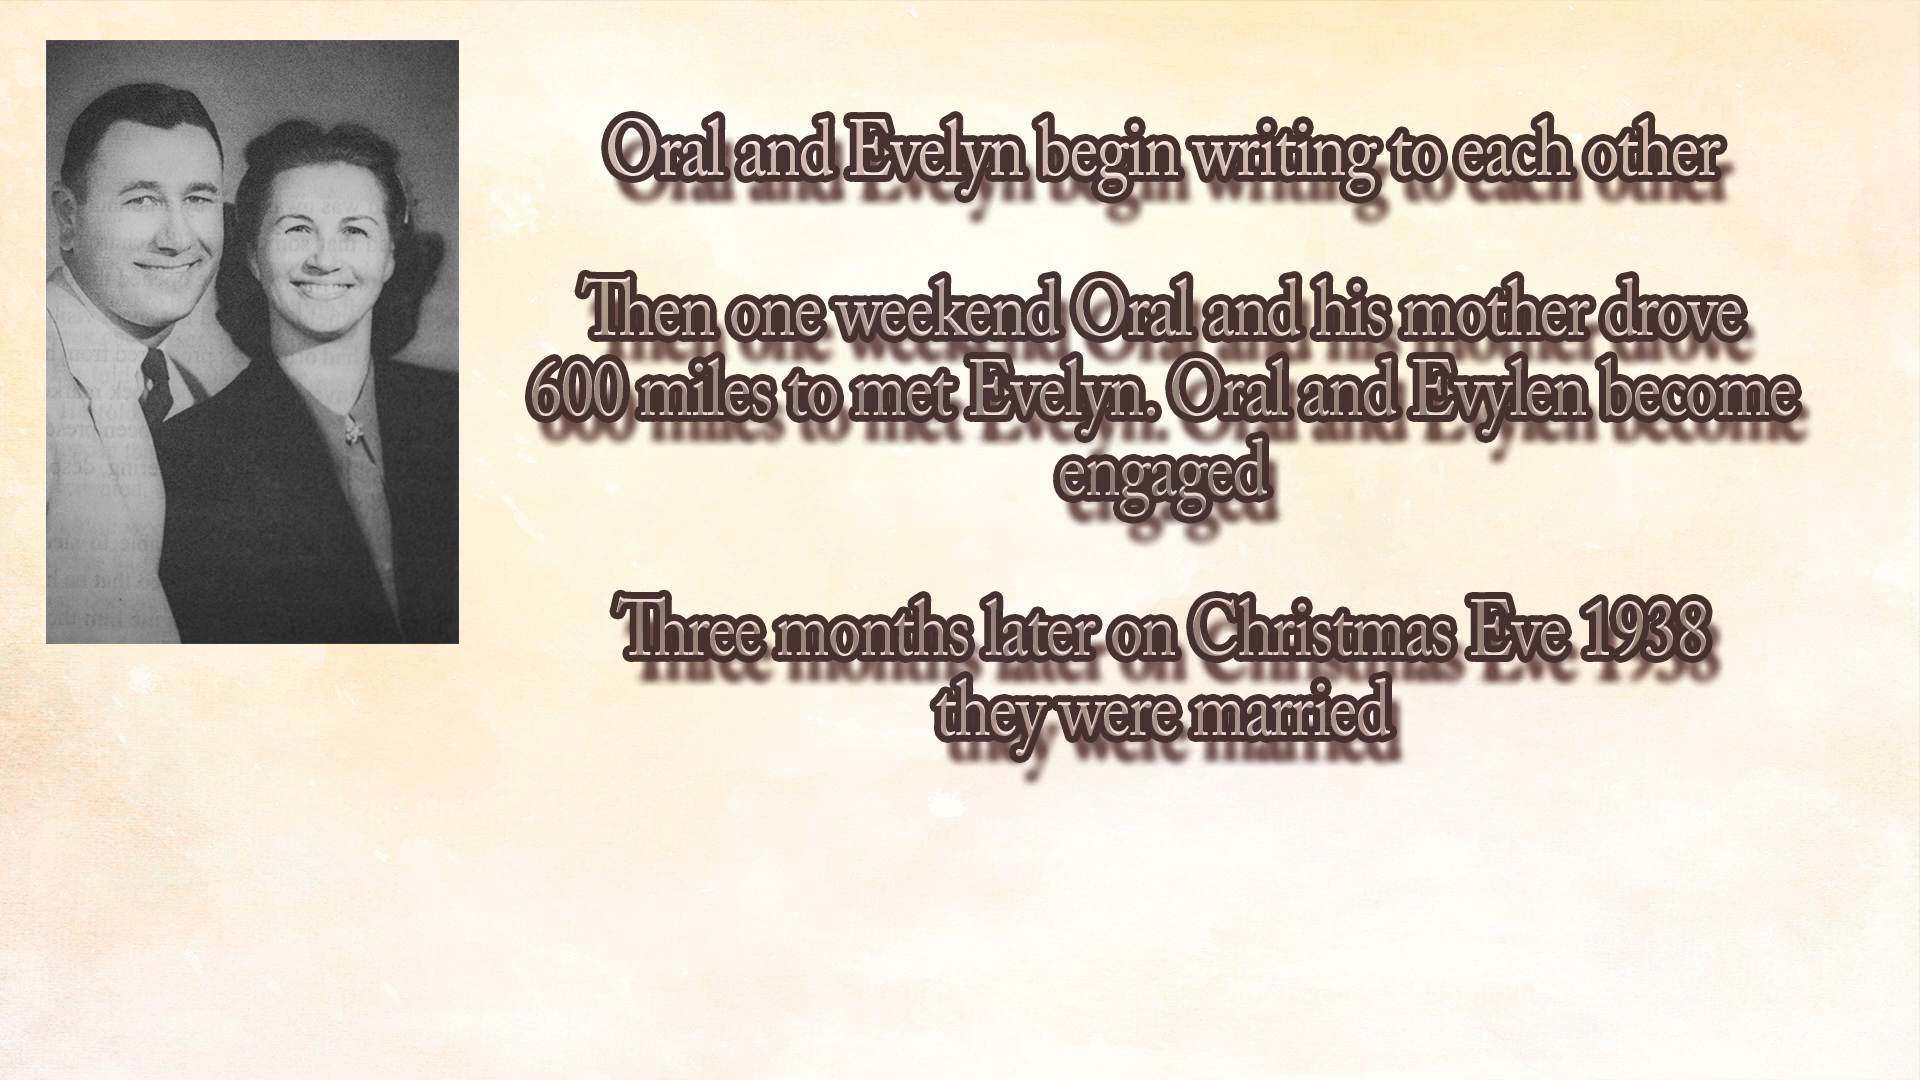 Oral and Evelyn begin writing to each other
Then one weekend Oral and his mother drove
600 miles to met Evelyn. Oral and Evylen become
engaged
Three months later on Christmas Eve 1938
they were married